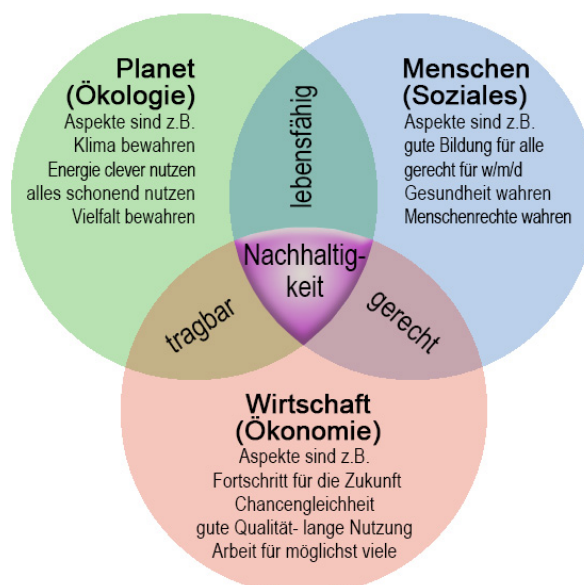 Planet
(Ökologie)
Aspekte sind z.B.
Klima bewahren
Energie clever nutzen
alles schonend nutzen
Vielfalt bewahren
lebensfähig
Menschen
(Soziales)
Aspekte sind z.B.
gute Bildung für alle
gerecht für w/m/d
Gesundheit wahren
Menschenrechte wahren
Nachhaltig-
keit
tragbar
gerecht
Wirtschaft
(Ökonomie)
Aspekte sind z.B.
Fortschritt für die Zukunft
Chancengleichheit
gute Qualität- lange Nutzung
Arbeit für möglichst viele